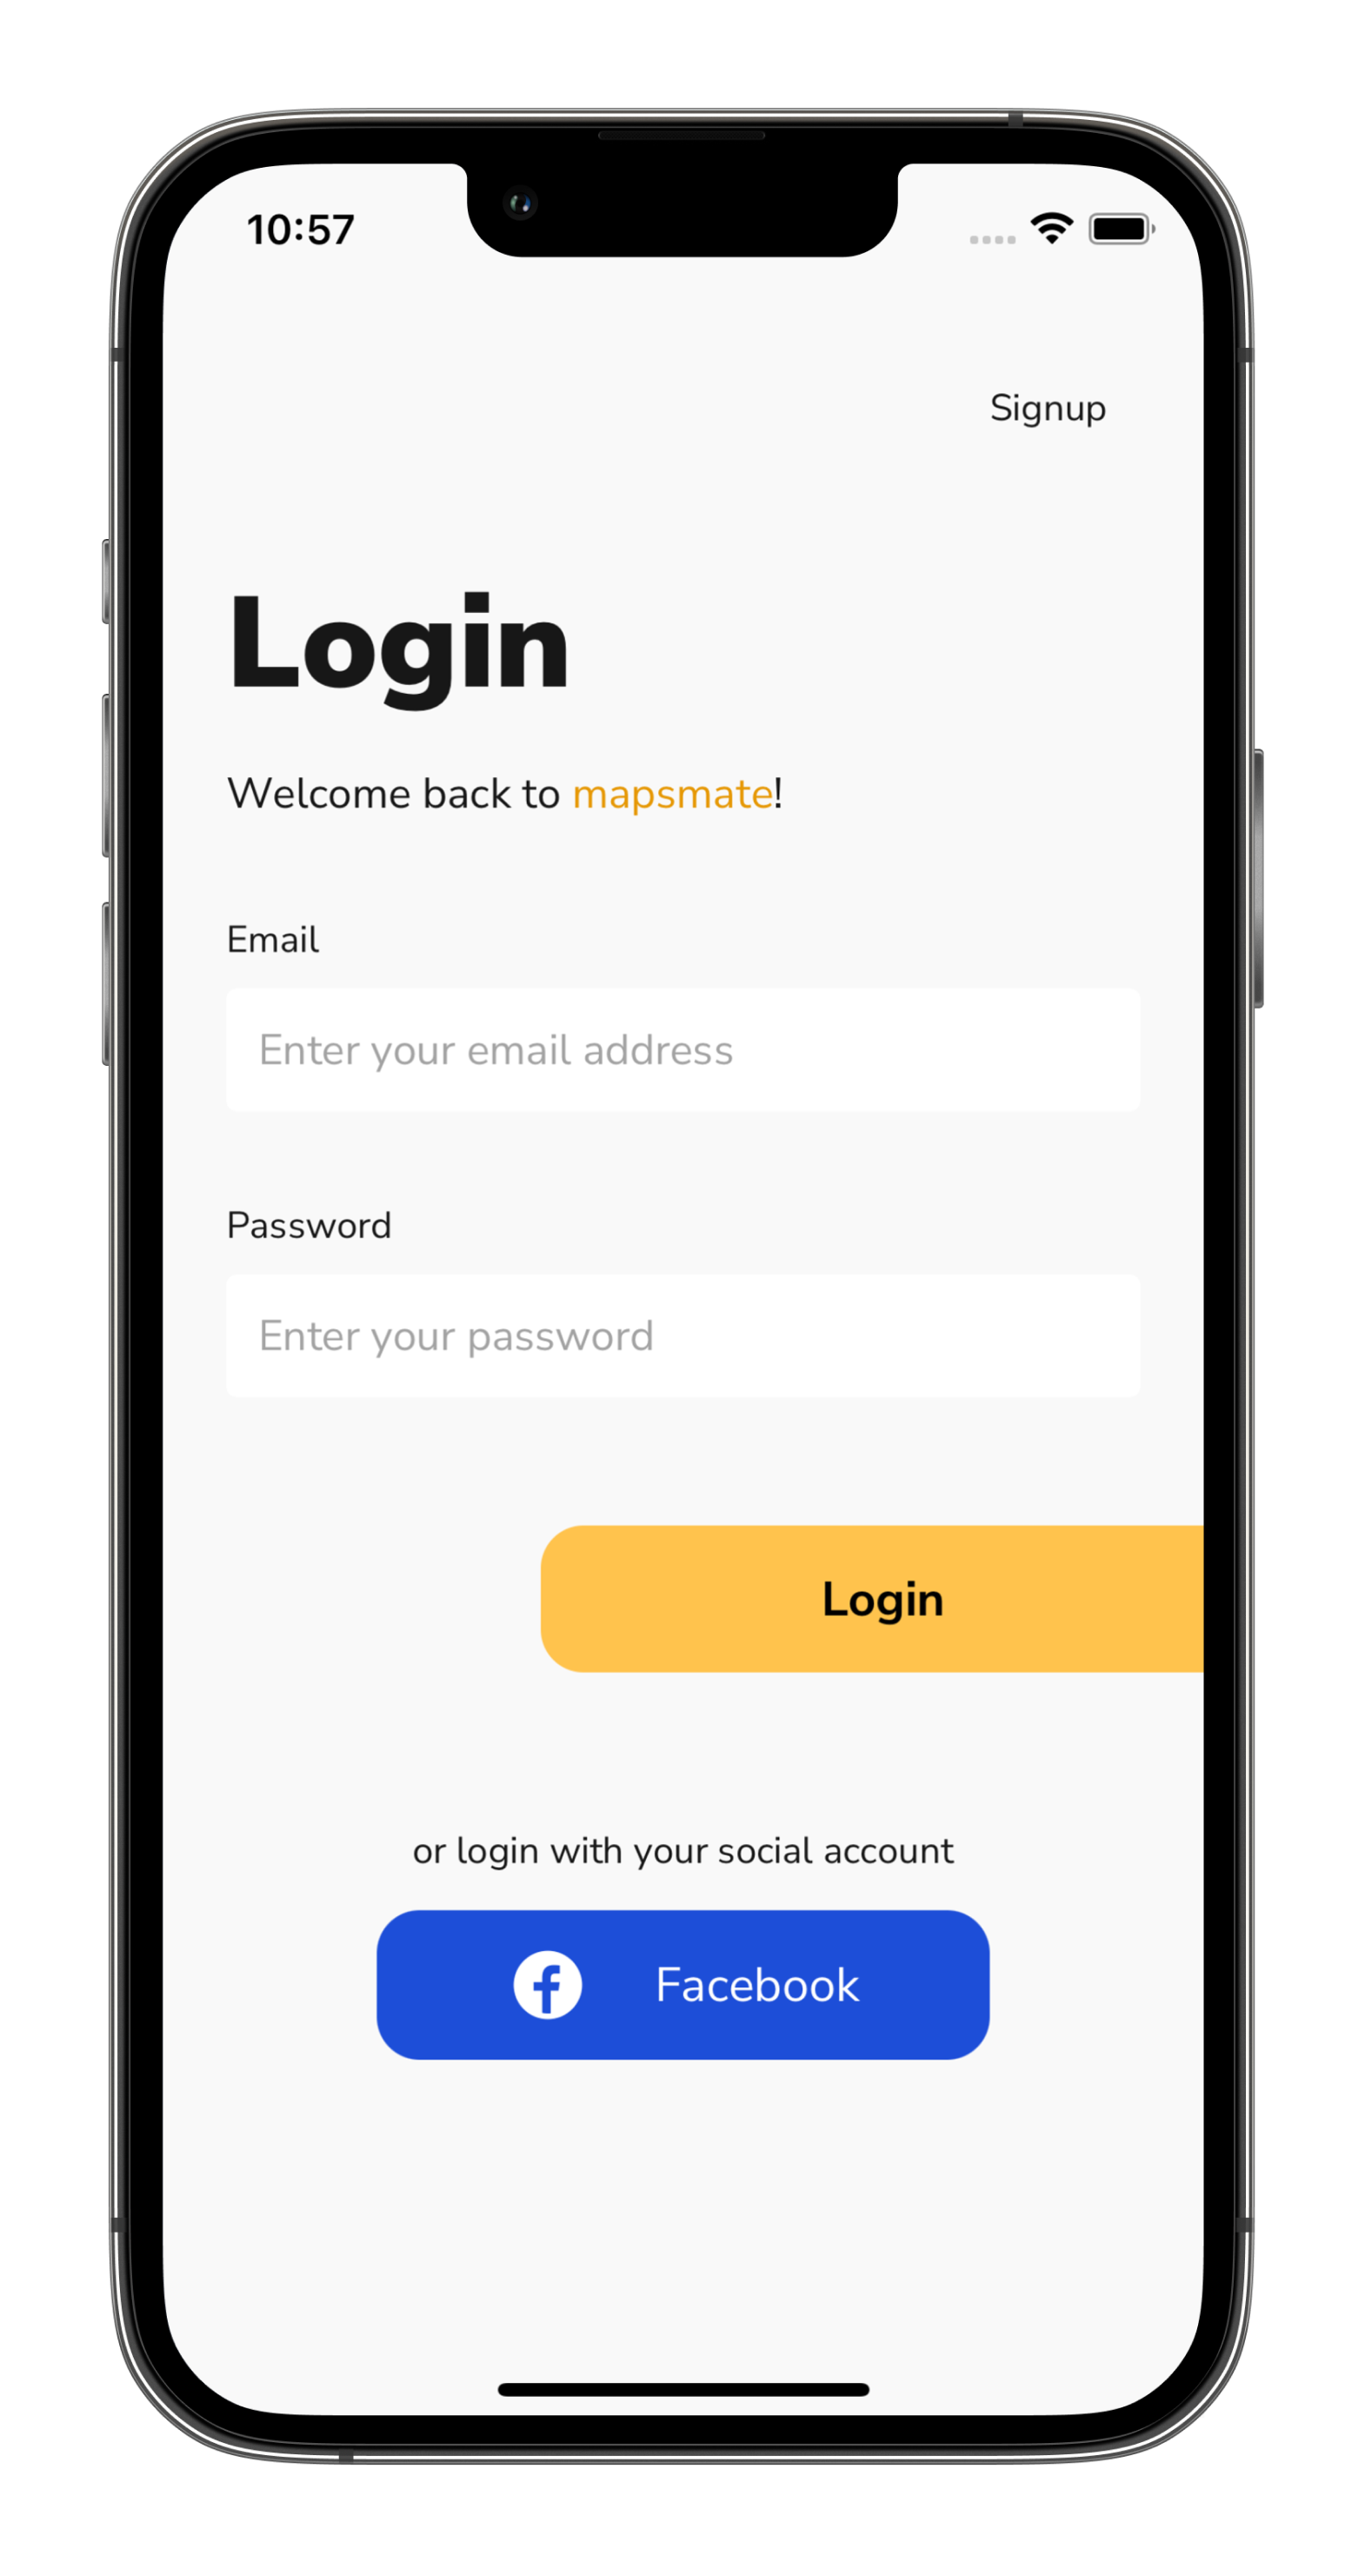 10:57
Signup
Login
Welcome back to mapsmate!
Email
Enter your email address
Password
Enter your password
Login
or login with your social account
Facebook